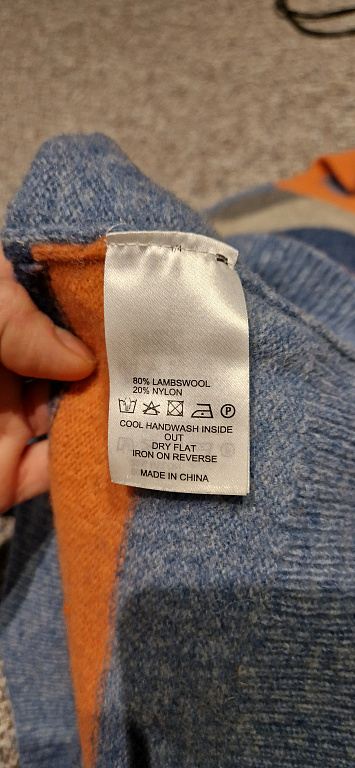 80% LAMBSWOOL
20% NYLON
P
COOL HANDWASH INSIDE
OUT
DRY FLAT
IRON ON REVERSE
MADE IN CHINA